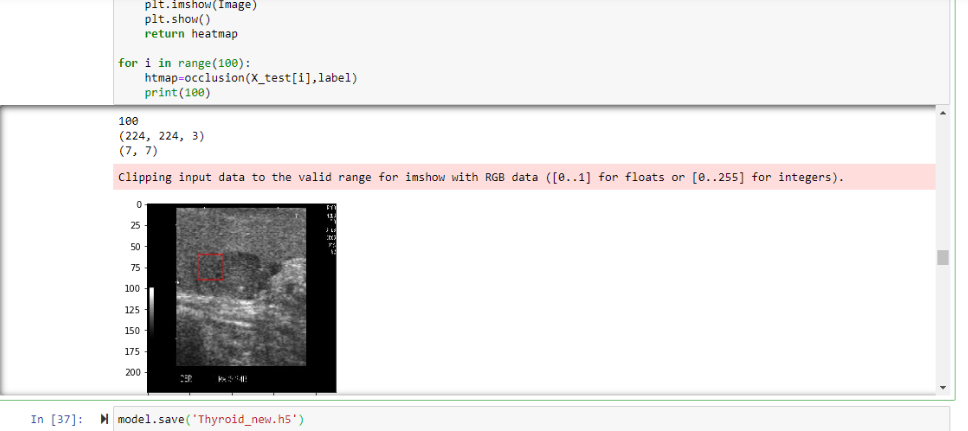 plt.imshow(Image)
plt.show()
return heatmap
for i in range(100):
htmap=occlusion(X_test[i],label)
print(100)
100
(224, 224, 3)
(7, 7)
Clipping input data to the valid range for imshow with RGB data ([0..1] for floats or [0..255] for integers).
0
25
50
75
100
125
150
175
200
In [37]: model.save('Thyroid_new.h5')